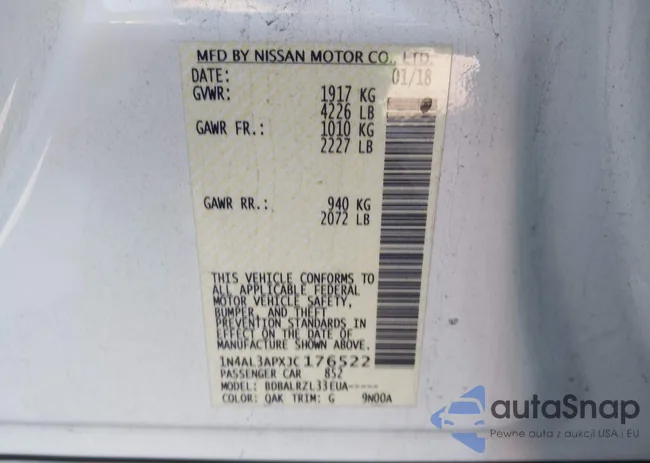 MFD BY NISSAN MOTOR CO., LTD.
DATE: 01/18
GVWR: 1917 KG
4226 LB
GAWR FR.: 1010 KG
2227 LB
GAWR RR.: 940 KG
2072 LB
THIS VEHICLE CONFORMS TO
ALL APPLICABLE FEDERAL
MOTOR VEHICLE SAFETY,
BUMPER, AND THEFT
PREVENTION STANDARDS IN
EFFECT ON THE DATE OF
MANUFACTURE SHOWN ABOVE.
1N4AL3APXJC176522
PASSENGER CAR 852
MODEL: BDBALRZL33EUA-----
COLOR: QAK TRIM: G 9N00A
autaSnap
Pewne auta z aukcji USA i EU